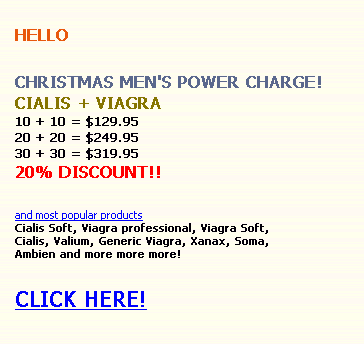 HELLO
CHRISTMAS MEN'S POWER CHARGE!
CIALIS + VIAGRA
10 + 10 = $129.95
20 + 20 = $249.95
30 + 30 = $319.95
20% DISCOUNT!!
and most popular products
Cialis Soft, Viagra professional, Viagra Soft,
Cialis, Valium, Generic Viagra, Xanax, Soma,
Ambien and more more more!
CLICK HERE!